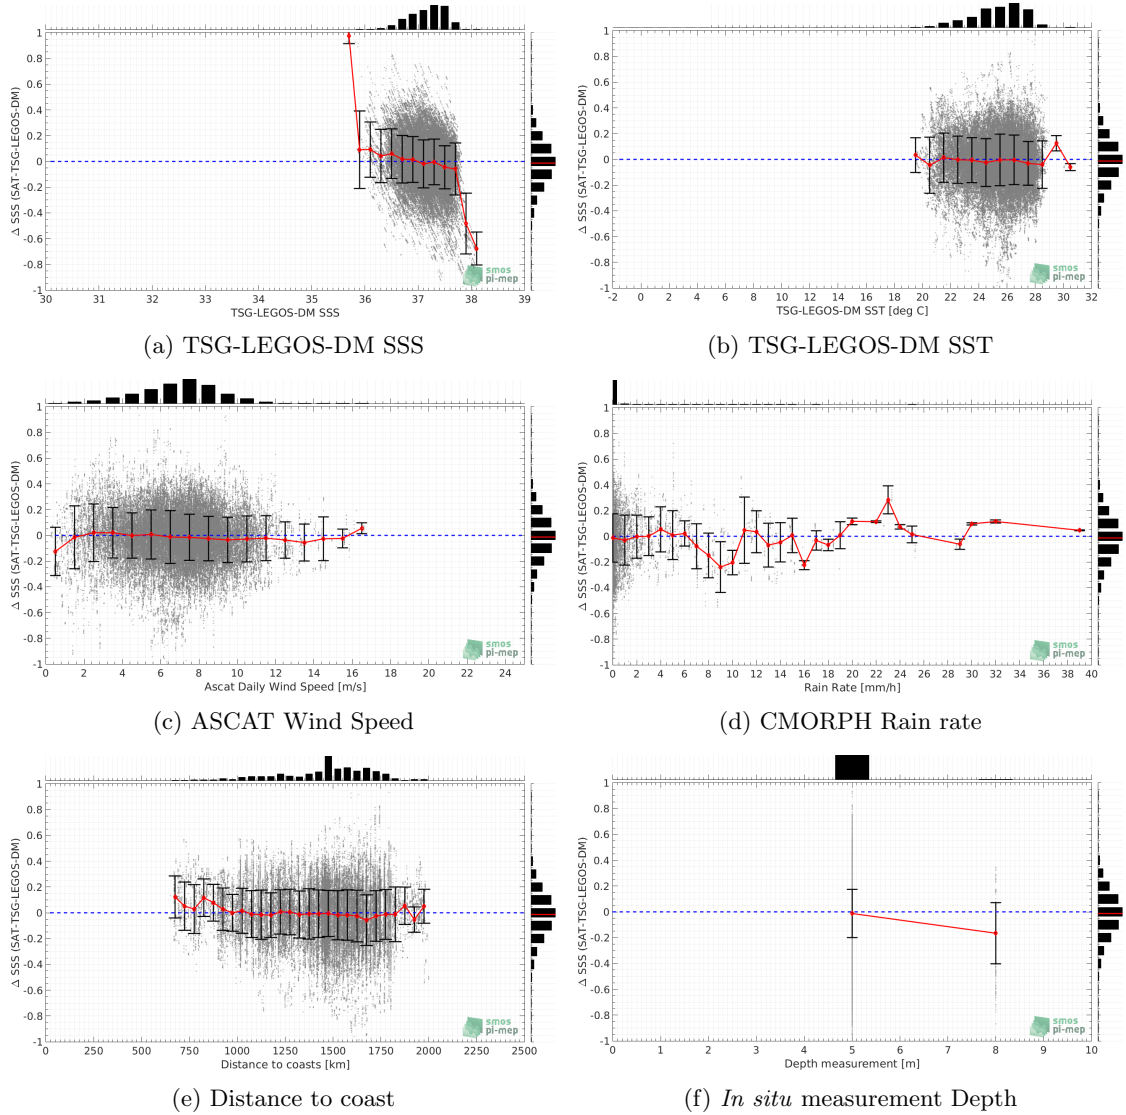 1
0.8
0.6
0.4
0.2
0
-0.2
-0.4
-0.6
-0.8
-1
Δ SSS (SAT-TSG-LEGOS-DM)
30 31 32 33 34 35 36 37 38 39
TSG-LEGOS-DM SSS
smos
pi-mep
(a) TSG-LEGOS-DM SSS
1
0.8
0.6
0.4
0.2
0
-0.2
-0.4
-0.6
-0.8
-1
Δ SSS (SAT-TSG-LEGOS-DM)
-2 0 2 4 6 8 10 12 14 16 18 20 22 24 26 28 30 32
TSG-LEGOS-DM SST [deg C]
smos
pi-mep
(b) TSG-LEGOS-DM SST
1
0.8
0.6
0.4
0.2
0
-0.2
-0.4
-0.6
-0.8
-1
Δ SSS (SAT-TSG-LEGOS-DM)
0 2 4 6 8 10 12 14 16 18 20 22 24
Ascat Daily Wind Speed [m/s]
smos
pi-mep
(c) ASCAT Wind Speed
1
0.8
0.6
0.4
0.2
0
-0.2
-0.4
-0.6
-0.8
-1
Δ SSS (SAT-TSG-LEGOS-DM)
0 2 4 6 8 10 12 14 16 18 20 22 24 26 28 30 32 34 36 38 40
Rain Rate [mm/h]
smos
pi-mep
(d) CMORPH Rain rate
1
0.8
0.6
0.4
0.2
0
-0.2
-0.4
-0.6
-0.8
-1
Δ SSS (SAT-TSG-LEGOS-DM)
0 250 500 750 1000 1250 1500 1750 2000 2250 2500
Distance to coasts [km]
smos
pi-mep
(e) Distance to coast
1
0.8
0.6
0.4
0.2
0
-0.2
-0.4
-0.6
-0.8
-1
Δ SSS (SAT-TSG-LEGOS-DM)
0 1 2 3 4 5 6 7 8 9 10
Depth measurement [m]
smos
pi-mep
(f) In situ measurement Depth